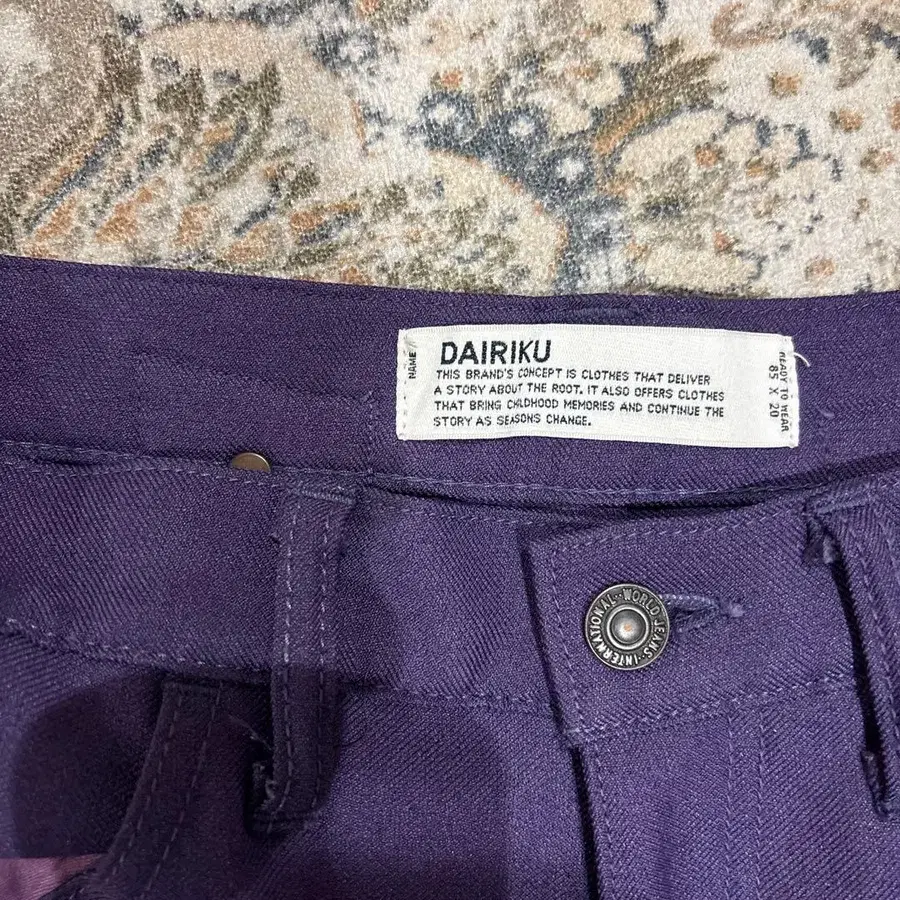 NAME/
DAIRIKU
THIS BRAND'S CONCEPT IS CLOTHES THAT DELIVER
A STORY ABOUT THE ROOT. IT ALSO OFFERS CLOTHES
THAT BRING CHILDHOOD MEMORIES AND CONTINUE THE
STORY AS SEASONS CHANGE.
READY TO WEAR
85 X 20
INTERNATIONAL··WORLD JEANS·